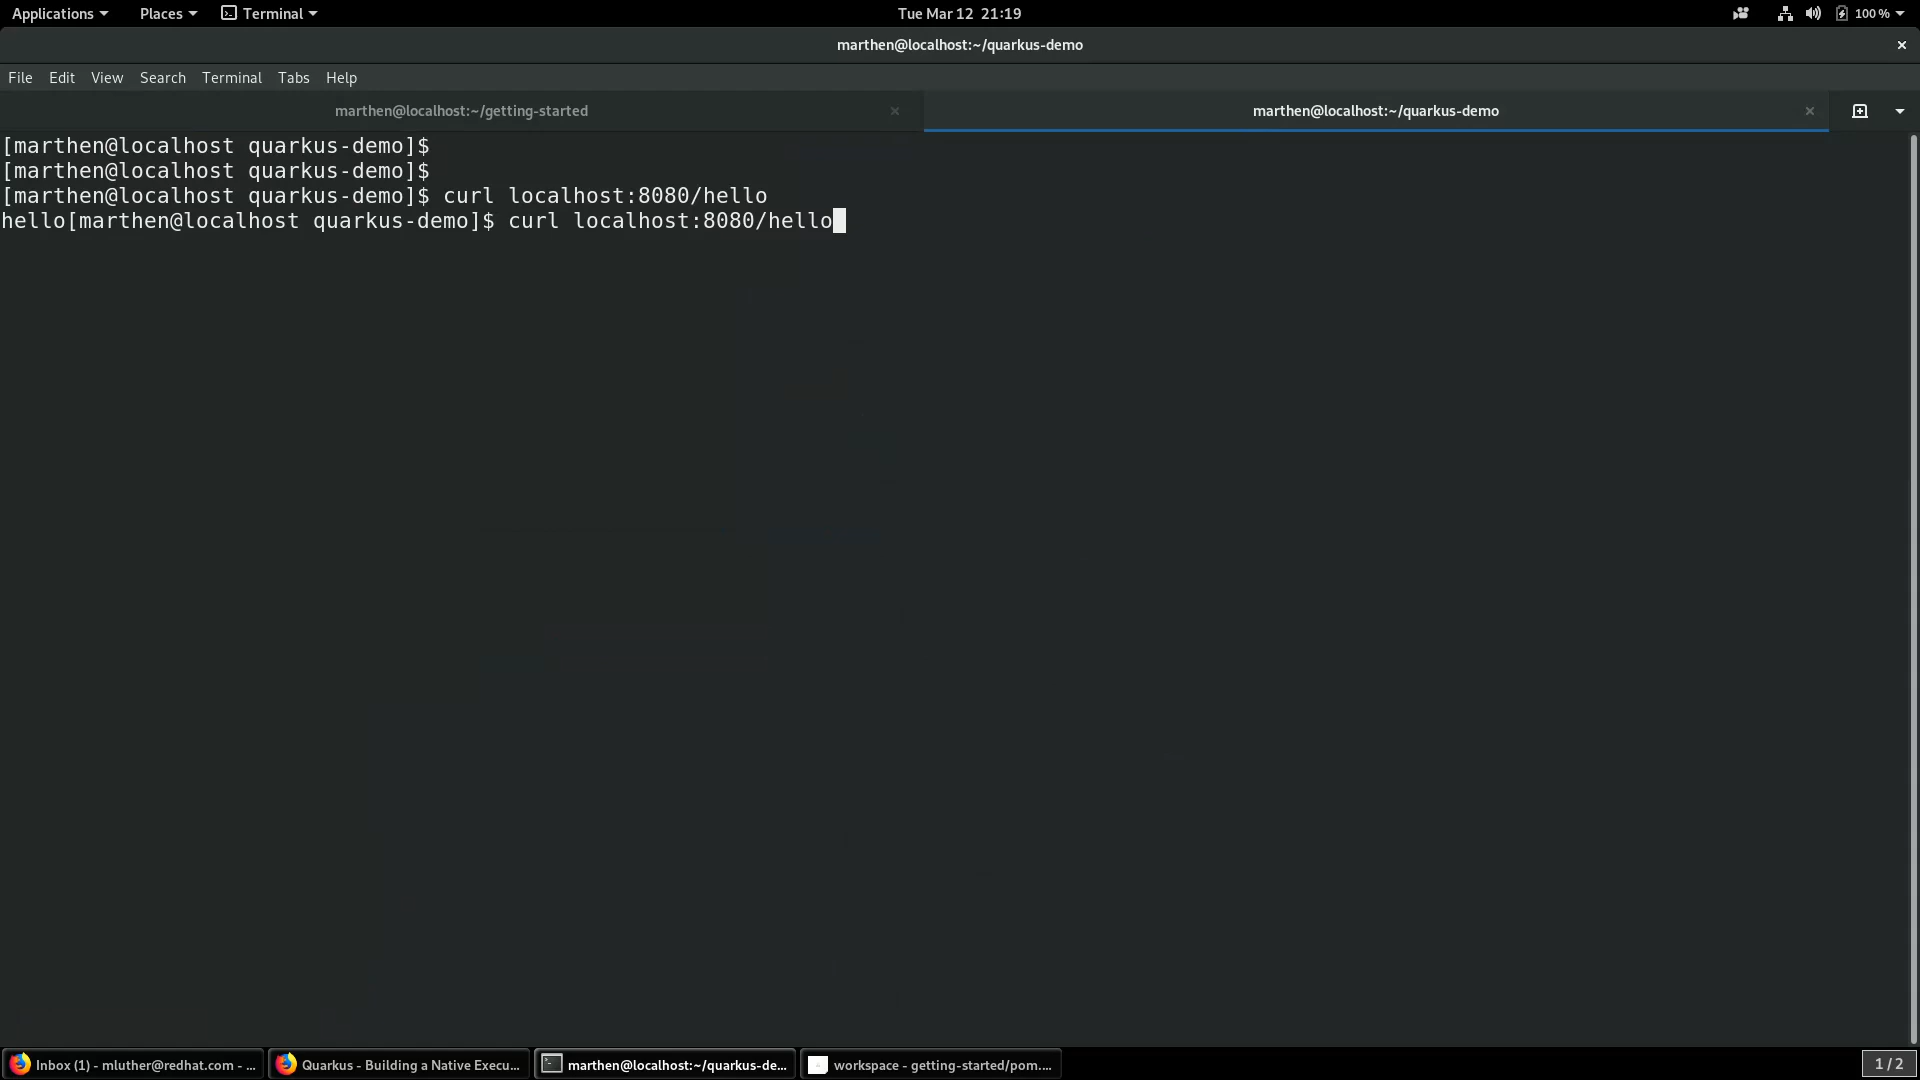 Applications Places Terminal Tue Mar 12 21:19 100 %
marthen@localhost:~/quarkus-demo
File Edit View Search Terminal Tabs Help
marthen@localhost:~/getting-started marthen@localhost:~/quarkus-demo
[marthen@localhost quarkus-demo]$
[marthen@localhost quarkus-demo]$
[marthen@localhost quarkus-demo]$ curl localhost:8080/hello
hello[marthen@localhost quarkus-demo]$ curl localhost:8080/hello
Inbox (1) - mluther@redhat.com - ... Quarkus - Building a Native Execu... marthen@localhost:~/quarkus-de... workspace - getting-started/pom.... 1 / 2